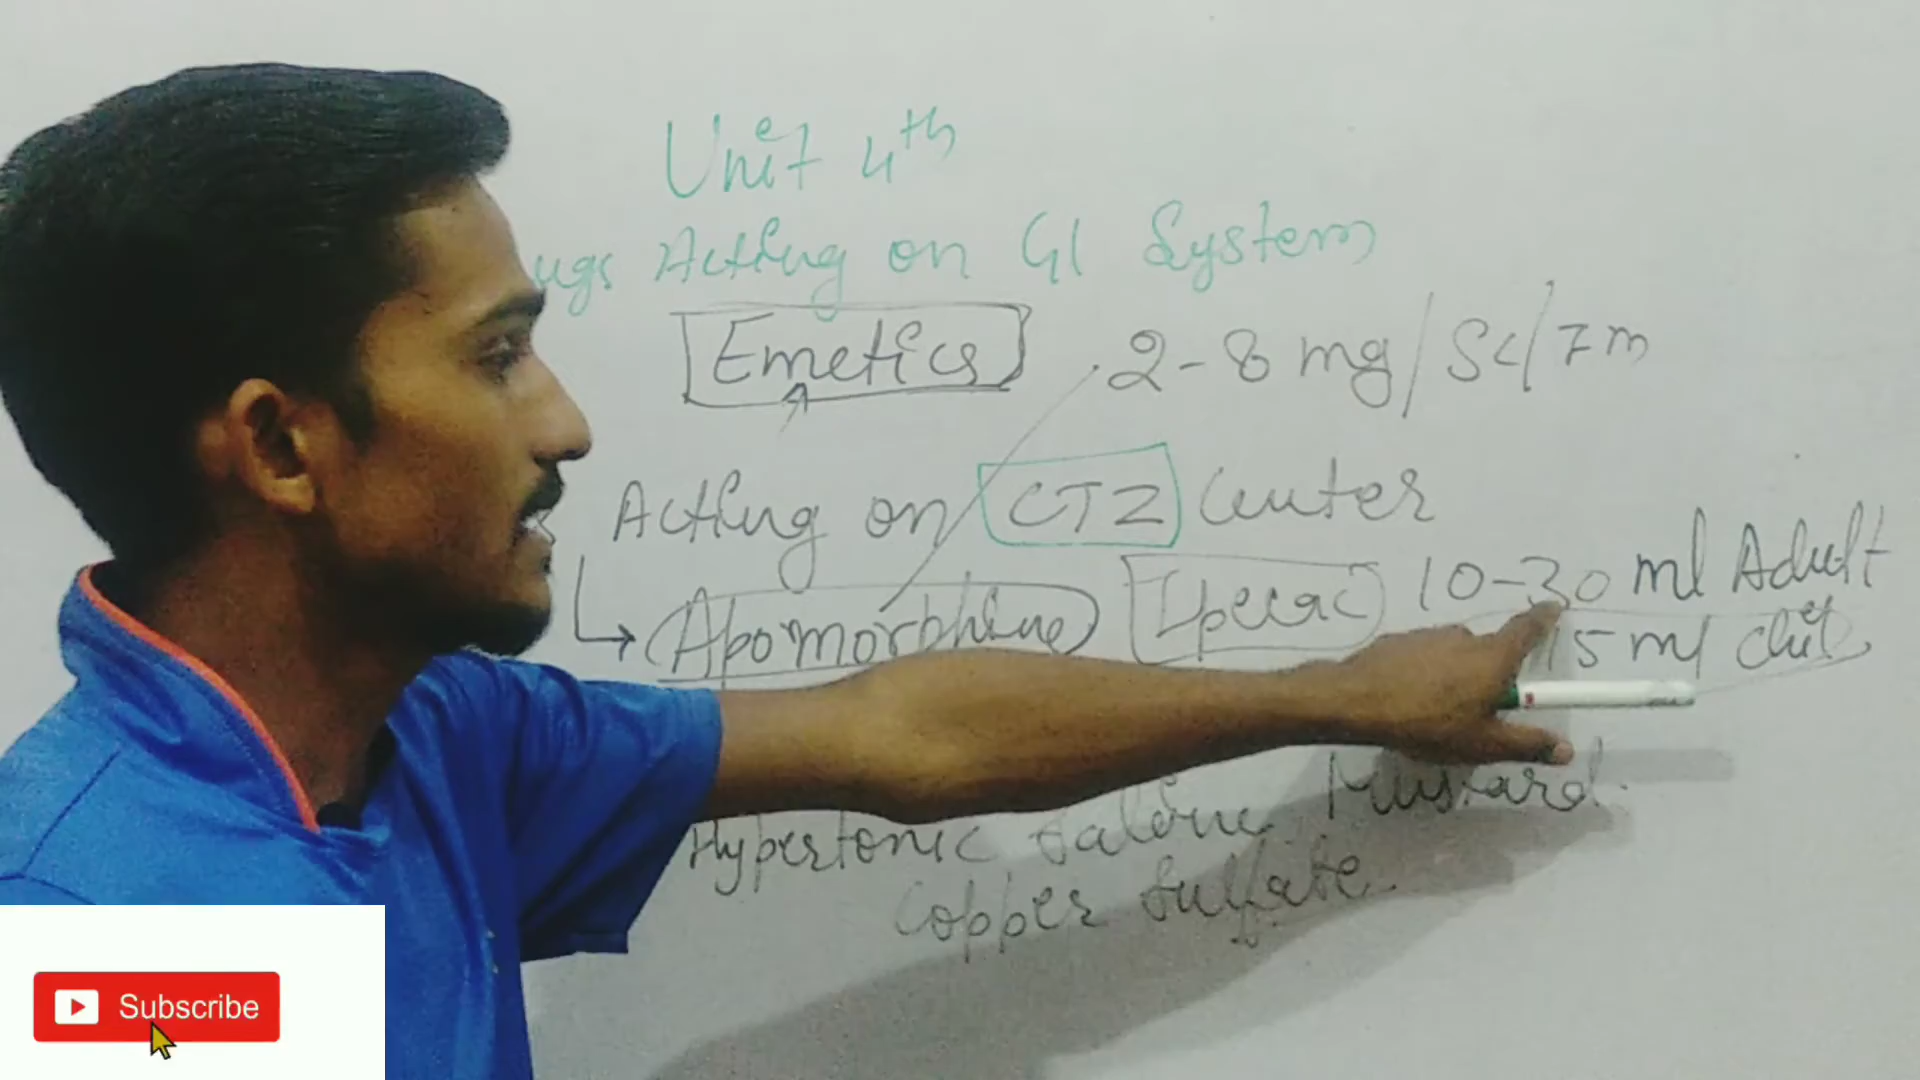 Unit 4th
ugs Acting on GI System
Emetics 2-8 mg/Sc/Im
Acting on CTZ Center
Apomorphine Ipecac 10-30 ml Adult
15 ml
Hypertonic Saline, Mustard.
Copper Sulfate.
Subscribe